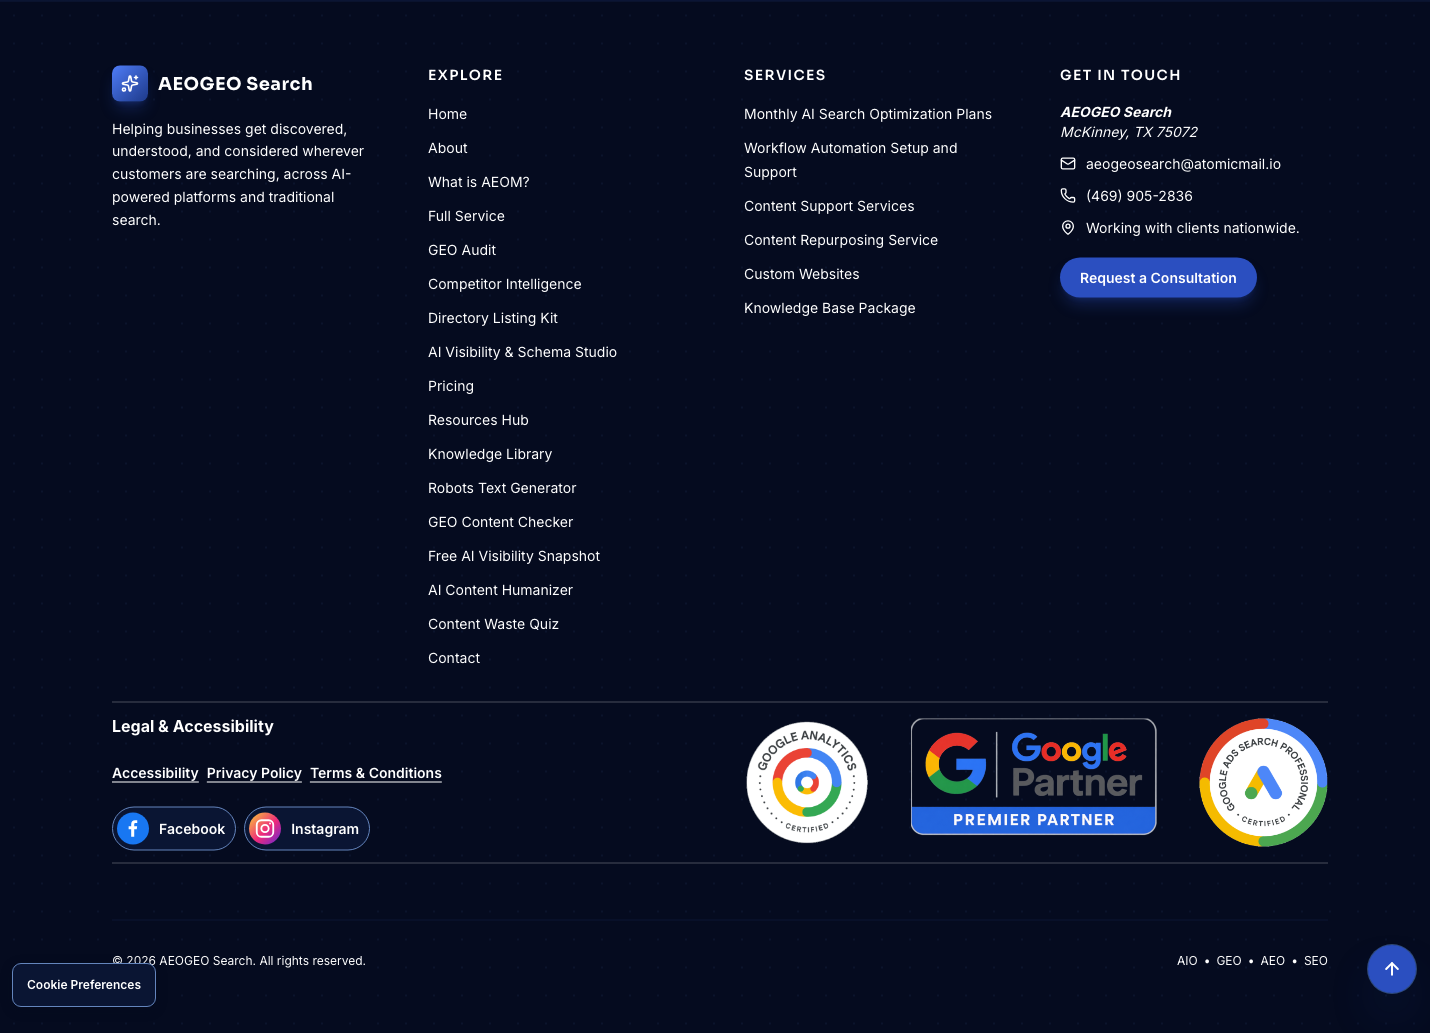 AEOGEO Search
Helping businesses get discovered,
understood, and considered wherever
customers are searching, across AI-
powered platforms and traditional
search.
EXPLORE
Home
About
What is AEOM?
Full Service
GEO Audit
Competitor Intelligence
Directory Listing Kit
AI Visibility & Schema Studio
Pricing
Resources Hub
Knowledge Library
Robots Text Generator
GEO Content Checker
Free AI Visibility Snapshot
AI Content Humanizer
Content Waste Quiz
Contact
SERVICES
Monthly AI Search Optimization Plans
Workflow Automation Setup and
Support
Content Support Services
Content Repurposing Service
Custom Websites
Knowledge Base Package
GET IN TOUCH
AEOGEO Search
McKinney, TX 75072
aeogeosearch@atomicmail.io
(469) 905-2836
Working with clients nationwide.
Request a Consultation
Legal & Accessibility
Accessibility Privacy Policy Terms & Conditions
Facebook Instagram
GOOGLE ANALYTICS
CERTIFIED
Google
Partner
PREMIER PARTNER
GOOGLE ADS SEARCH PROFESSIONAL
CERTIFIED
© 2026 AEOGEO Search. All rights reserved.
AIO • GEO • AEO • SEO
Cookie Preferences